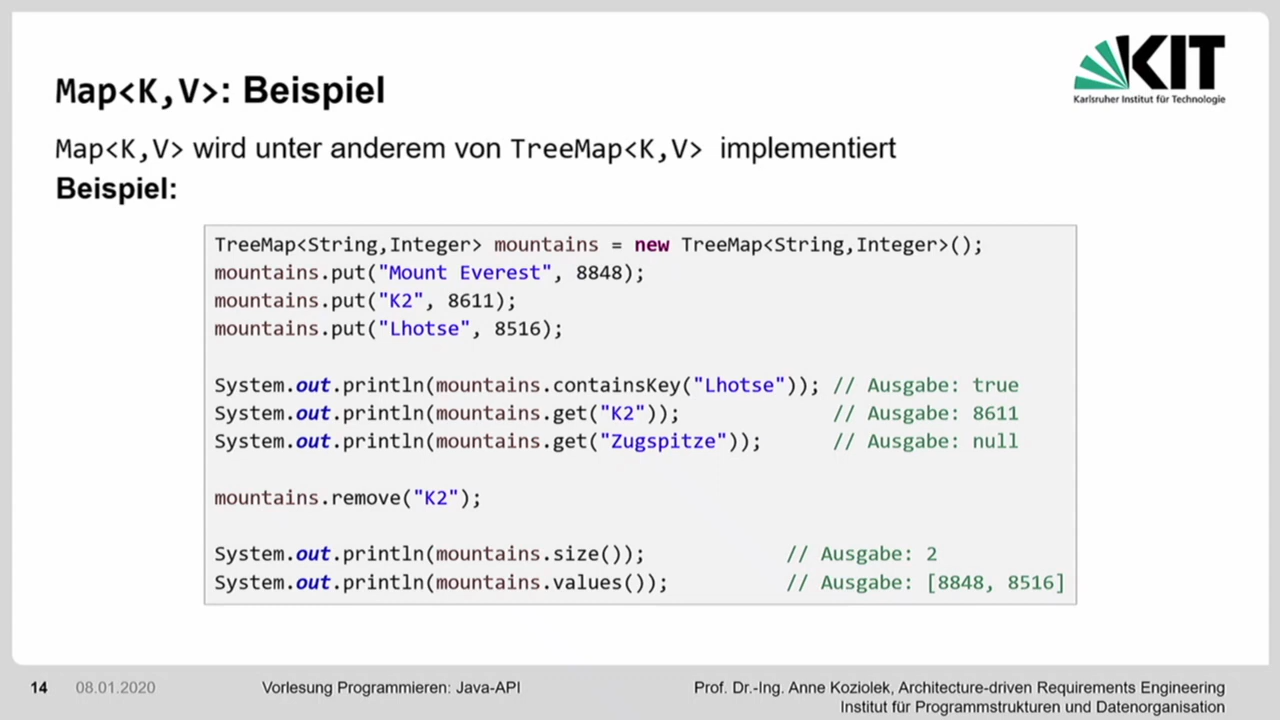 KIT
Karlsruher Institut für Technologie
Map<K,V>: Beispiel
Map<K,V> wird unter anderem von TreeMap<K,V> implementiert
Beispiel:
TreeMap<String,Integer> mountains = new TreeMap<String,Integer>();
mountains.put("Mount Everest", 8848);
mountains.put("K2", 8611);
mountains.put("Lhotse", 8516);
System.out.println(mountains.containsKey("Lhotse")); // Ausgabe: true
System.out.println(mountains.get("K2")); // Ausgabe: 8611
System.out.println(mountains.get("Zugspitze")); // Ausgabe: null
mountains.remove("K2");
System.out.println(mountains.size()); // Ausgabe: 2
System.out.println(mountains.values()); // Ausgabe: [8848, 8516]
14 08.01.2020 Vorlesung Programmieren: Java-API Prof. Dr.-Ing. Anne Koziolek, Architecture-driven Requirements Engineering
Institut für Programmstrukturen und Datenorganisation